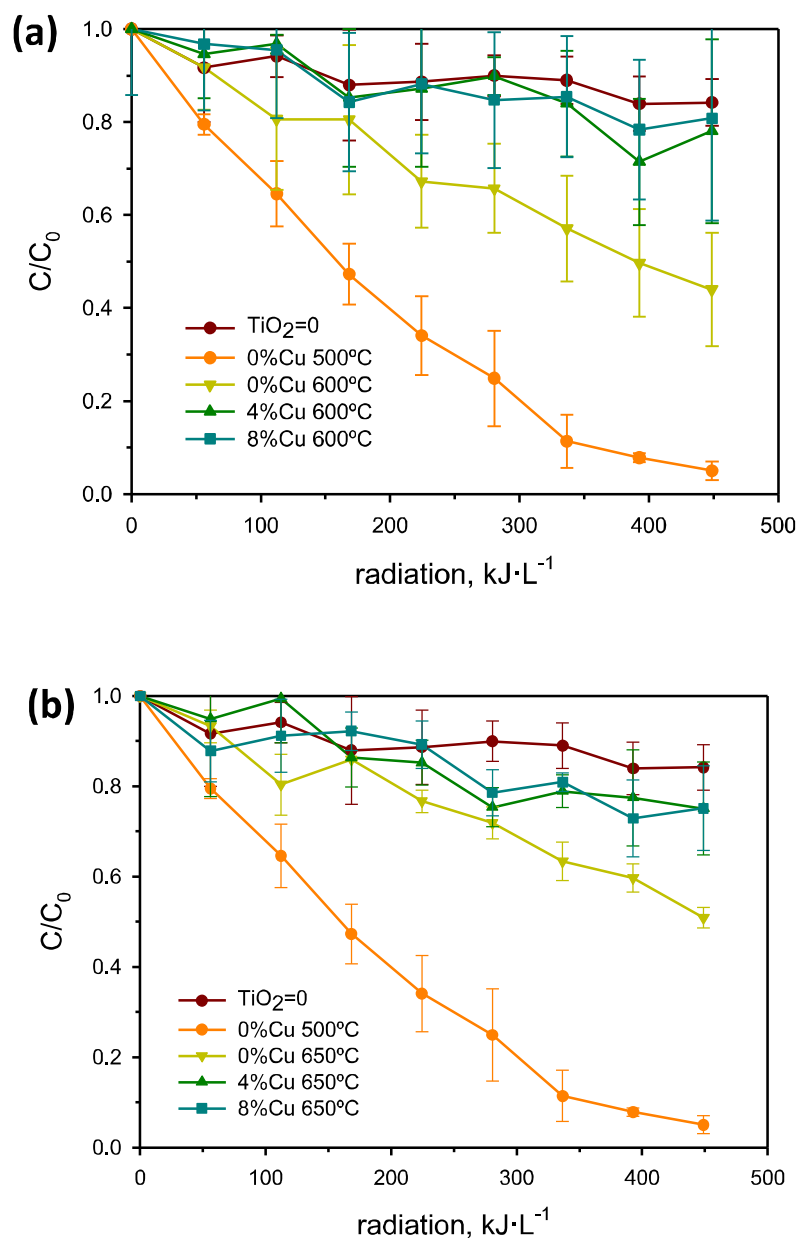 (a)
1.0
0.8
0.6
0.4
0.2
0.0
C/C₀
TiO₂=0
0%Cu 500ºC
0%Cu 600ºC
4%Cu 600ºC
8%Cu 600ºC
0 100 200 300 400 500
radiation, kJ·L⁻¹
(b)
1.0
0.8
0.6
0.4
0.2
0.0
C/C₀
TiO₂=0
0%Cu 500ºC
0%Cu 650ºC
4%Cu 650ºC
8%Cu 650ºC
0 100 200 300 400 500
radiation, kJ·L⁻¹